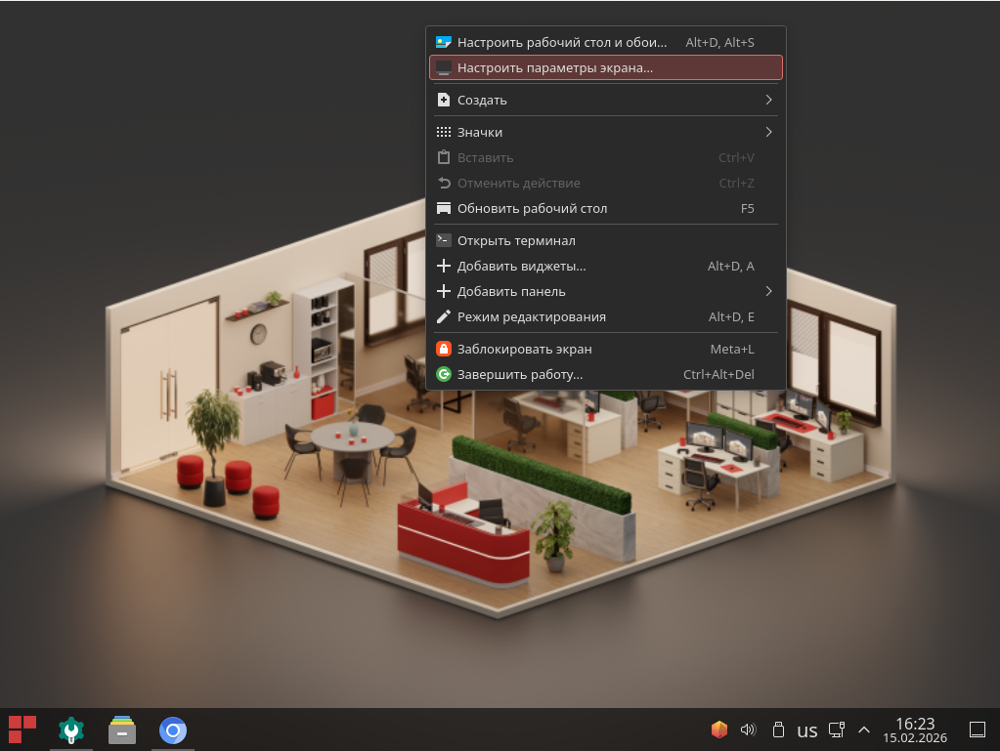 Настроить рабочий стол и обои... Alt+D, Alt+S
Настроить параметры экрана...
Создать
Значки
Вставить Ctrl+V
Отменить действие Ctrl+Z
Обновить рабочий стол F5
Открыть терминал
Добавить виджеты... Alt+D, A
Добавить панель
Режим редактирования Alt+D, E
Заблокировать экран Meta+L
Завершить работу... Ctrl+Alt+Del
us
16:23
15.02.2026